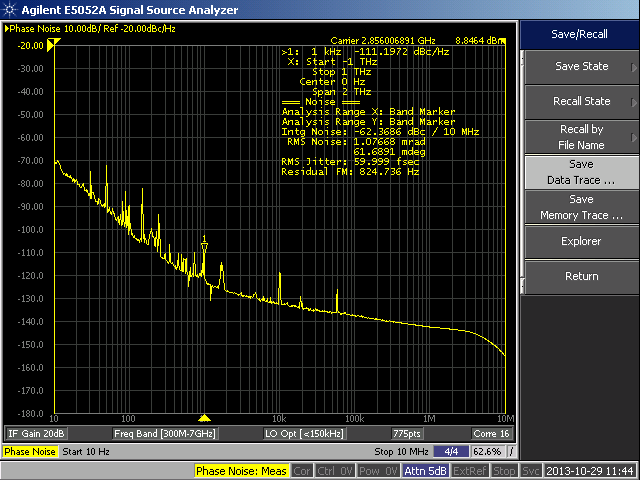 Agilent E5052A Signal Source Analyzer
▶Phase Noise 10.00dB/ Ref -20.00dBc/Hz
Carrier 2.856006891 GHz 8.8464 dBm
>1: 1 kHz -111.1972 dBc/Hz
X: Start -1 THz
Stop 1 THz
Center 0 Hz
Span 2 THz
=== Noise ===
Analysis Range X: Band Marker
Analysis Range Y: Band Marker
Intg Noise: -62.3686 dBc / 10 MHz
RMS Noise: 1.07668 mrad
61.6891 mdeg
RMS Jitter: 59.999 fsec
Residual FM: 824.736 Hz
-20.00
-30.00
-40.00
-50.00
-60.00
-70.00
-80.00
-90.00
-100.0
-110.0
-120.0
-130.0
-140.0
-150.0
-160.0
-170.0
-180.0
1
10 100 10k 100k 1M 10M
IF Gain 20dB Freq Band [300M-7GHz] LO Opt [<150kHz] 775pts Corre 16
Phase Noise Start 10 Hz Stop 10 MHz 4/4 62.6% /
Phase Noise: Meas Cor Ctrl 0V Pow 0V Attn 5dB ExtRef Stop Svc 2013-10-29 11:44
Save/Recall
Save State
Recall State
Recall by
File Name
Save
Data Trace ...
Save
Memory Trace ...
Explorer
Return